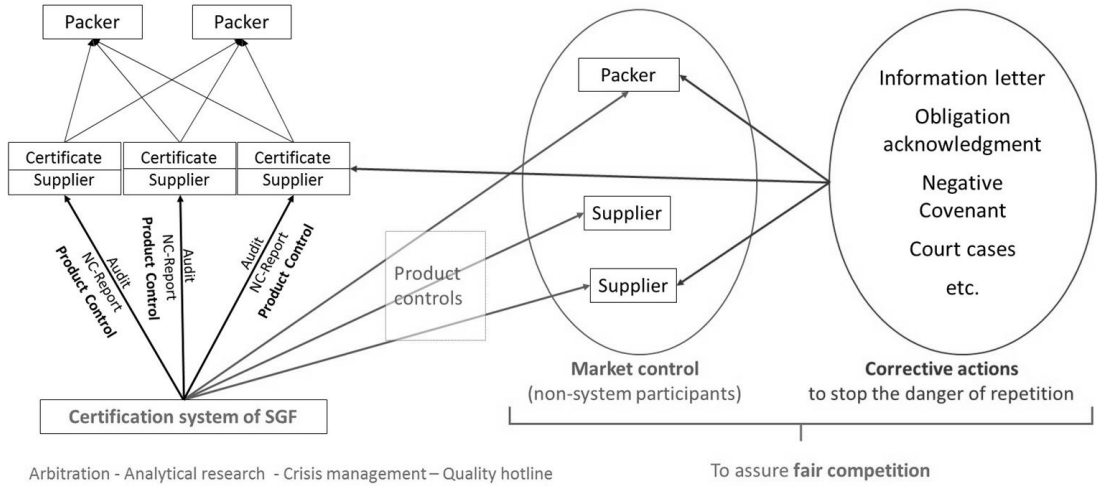 Packer
Packer
Certificate
Supplier
Certificate
Supplier
Certificate
Supplier
Audit
NC-Report
Product Control
Audit
NC-Report
Product Control
Audit
NC-Report
Product Control
Certification system of SGF
Product
controls
Packer
Supplier
Supplier
Market control
(non-system participants)
Information letter
Obligation
acknowledgment
Negative
Covenant
Court cases
etc.
Corrective actions
to stop the danger of repetition
Arbitration - Analytical research - Crisis management – Quality hotline
To assure fair competition